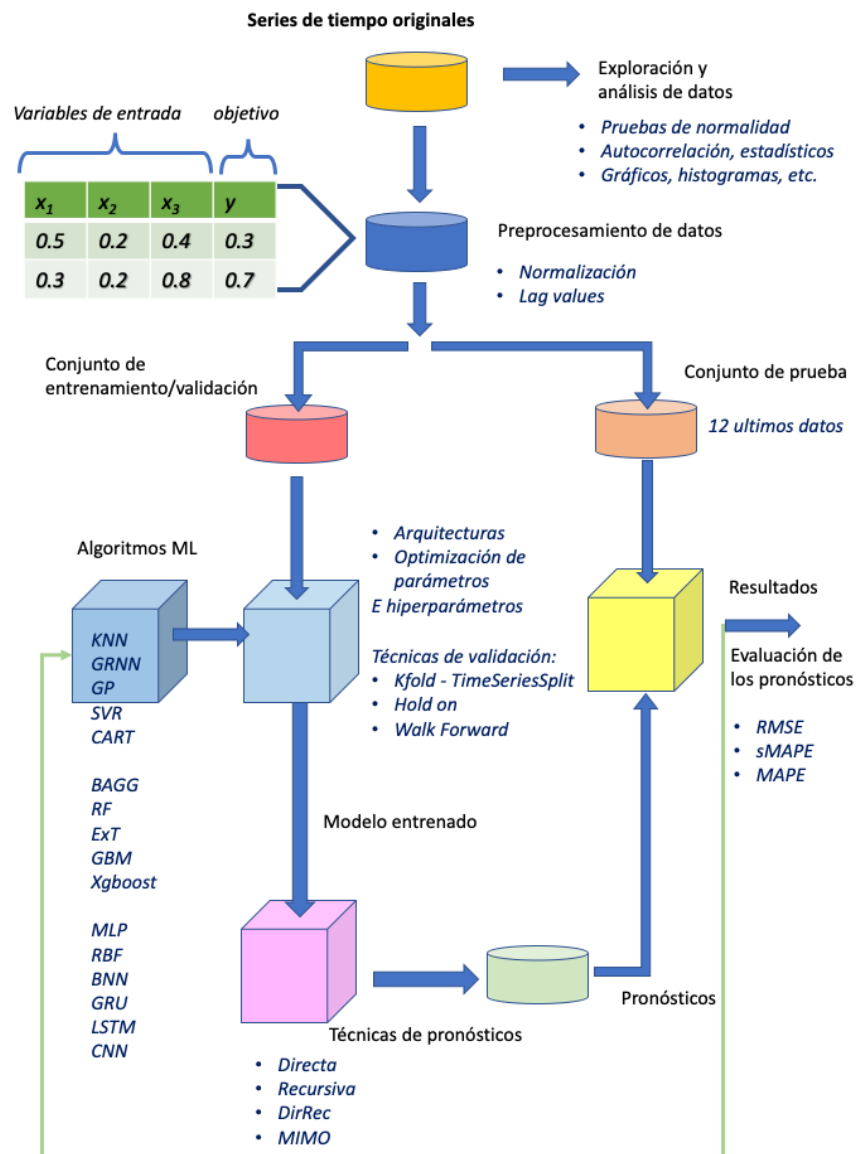 Series de tiempo originales
Exploración y
análisis de datos
• Pruebas de normalidad
• Autocorrelación, estadísticos
• Gráficos, histogramas, etc.
Variables de entrada
objetivo
x1 x2 x3 y
0.5 0.2 0.4 0.3
0.3 0.2 0.8 0.7
Preprocesamiento de datos
• Normalización
• Lag values
Conjunto de
entrenamiento/validación
Conjunto de prueba
12 ultimos datos
Algoritmos ML
KNN
GRNN
GP
SVR
CART
BAGG
RF
ExT
GBM
Xgboost
MLP
RBF
BNN
GRU
LSTM
CNN
• Arquitecturas
• Optimización de
parámetros
E hiperparámetros
Técnicas de validación:
• Kfold - TimeSeriesSplit
• Hold on
• Walk Forward
Resultados
Evaluación de
los pronósticos
• RMSE
• sMAPE
• MAPE
Modelo entrenado
Pronósticos
Técnicas de pronósticos
• Directa
• Recursiva
• DirRec
• MIMO